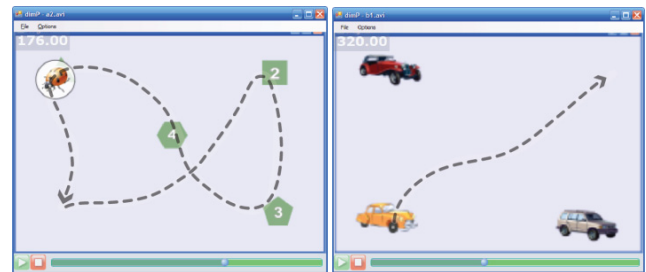 dimP : a2.avi
File Options
176.00
2
4
3
dimP : b1.avi
File Options
320.00